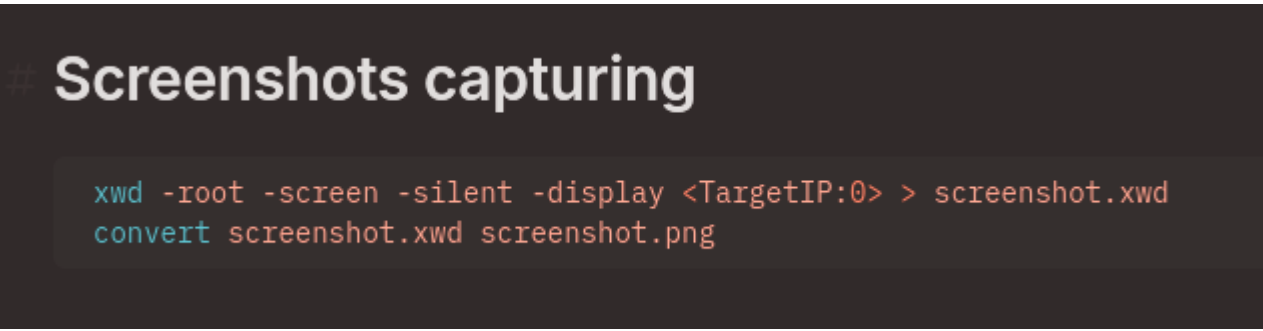 # Screenshots capturing
xwd -root -screen -silent -display <TargetIP:0> > screenshot.xwd
convert screenshot.xwd screenshot.png